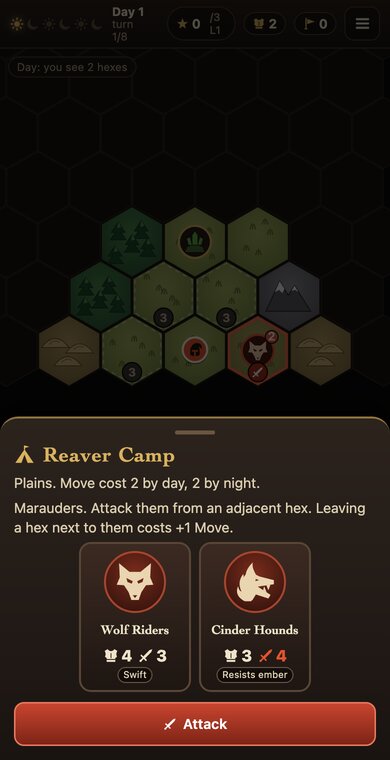 Day 1
turn
1/8
0 /3
L1
2
0
Day: you see 2 hexes
3
3
3
2
Reaver Camp
Plains. Move cost 2 by day, 2 by night.
Marauders. Attack them from an adjacent hex. Leaving
a hex next to them costs +1 Move.
Wolf Riders
4 3
Swift
Cinder Hounds
3 4
Resists ember
Attack